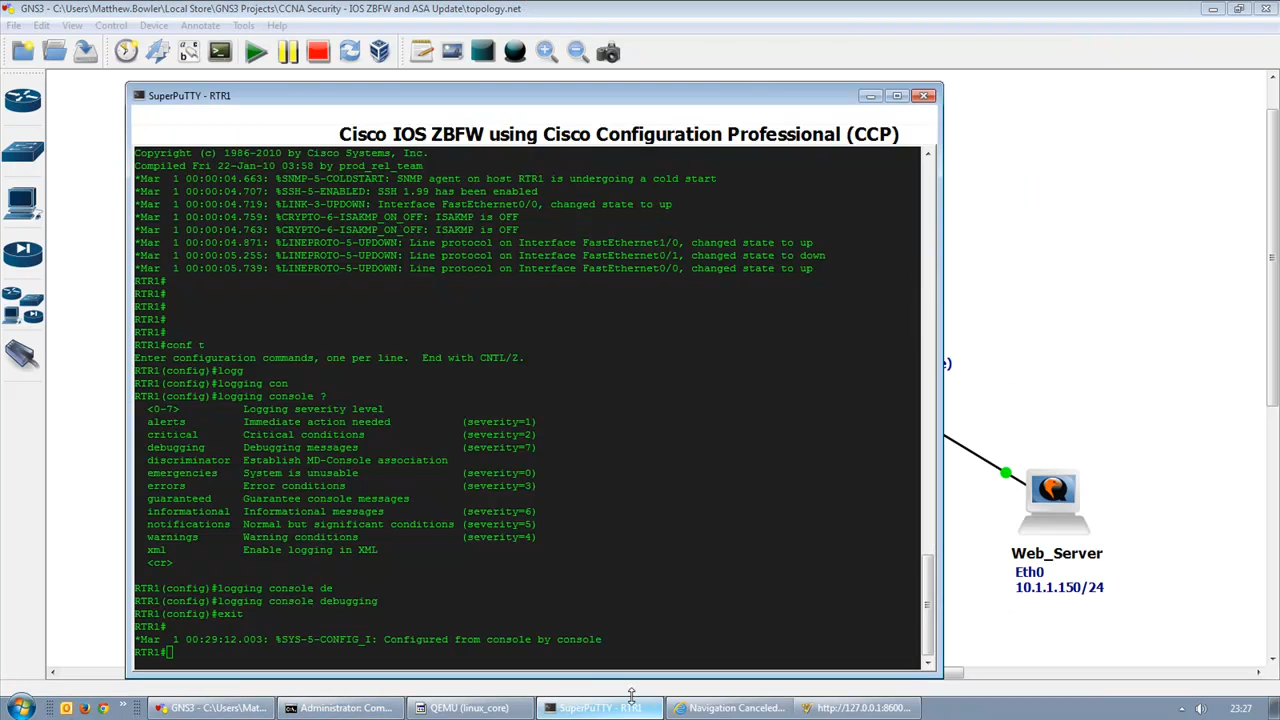 GNS3 - C:\Users\Matthew.Bowler\Local Store\GNS3 Projects\CCNA Security - IOS ZBFW and ASA Update\topology.net
File Edit View Control Device Annotate Tools Help
SuperPuTTY - RTR1
Cisco IOS ZBFW using Cisco Configuration Professional (CCP)
Copyright (c) 1986-2010 by Cisco Systems, Inc.
Compiled Fri 22-Jan-10 03:58 by prod_rel_team
*Mar  1 00:00:04.663: %SNMP-5-COLDSTART: SNMP agent on host RTR1 is undergoing a cold start
*Mar  1 00:00:04.707: %SSH-5-ENABLED: SSH 1.99 has been enabled
*Mar  1 00:00:04.719: %LINK-3-UPDOWN: Interface FastEthernet0/0, changed state to up
*Mar  1 00:00:04.759: %CRYPTO-6-ISAKMP_ON_OFF: ISAKMP is OFF
*Mar  1 00:00:04.763: %CRYPTO-6-ISAKMP_ON_OFF: ISAKMP is OFF
*Mar  1 00:00:04.871: %LINEPROTO-5-UPDOWN: Line protocol on Interface FastEthernet1/0, changed state to up
*Mar  1 00:00:05.255: %LINEPROTO-5-UPDOWN: Line protocol on Interface FastEthernet0/1, changed state to down
*Mar  1 00:00:05.739: %LINEPROTO-5-UPDOWN: Line protocol on Interface FastEthernet0/0, changed state to up
RTR1#
RTR1#
RTR1#
RTR1#
RTR1#
RTR1#conf t
Enter configuration commands, one per line.  End with CNTL/Z.
RTR1(config)#logg
RTR1(config)#logging con
RTR1(config)#logging console ?
<0-7> Logging severity level
alerts Immediate action needed (severity=1)
critical Critical conditions (severity=2)
debugging Debugging messages (severity=7)
discriminator Establish MD-Console association
emergencies System is unusable (severity=0)
errors Error conditions (severity=3)
guaranteed Guarantee console messages
informational Informational messages (severity=6)
notifications Normal but significant conditions (severity=5)
warnings Warning conditions (severity=4)
xml Enable logging in XML
<cr>
RTR1(config)#logging console de
RTR1(config)#logging console debugging
RTR1(config)#exit
RTR1#
*Mar  1 00:29:12.003: %SYS-5-CONFIG_I: Configured from console by console
RTR1#
e)
Web_Server
Eth0
10.1.1.150/24
GNS3 - C:\Users\Mat... Administrator: Com... QEMU (linux_core) SuperPuTTY - RTR1 Navigation Canceled... http://127.0.0.1:8600... 23:27